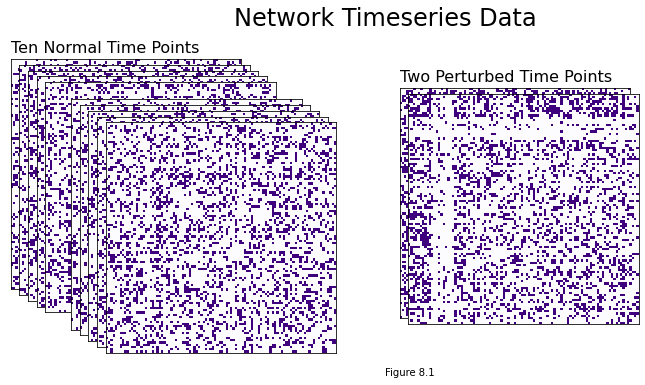 Network Timeseries Data
Ten Normal Time Points
Two Perturbed Time Points
Figure 8.1